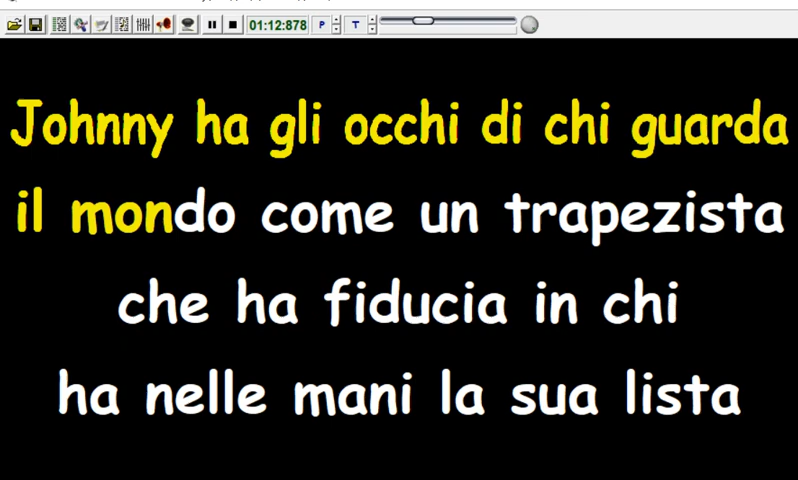 01:12:878 P T
Johnny ha gli occhi di chi guarda
il mondo come un trapezista
che ha fiducia in chi
ha nelle mani la sua lista